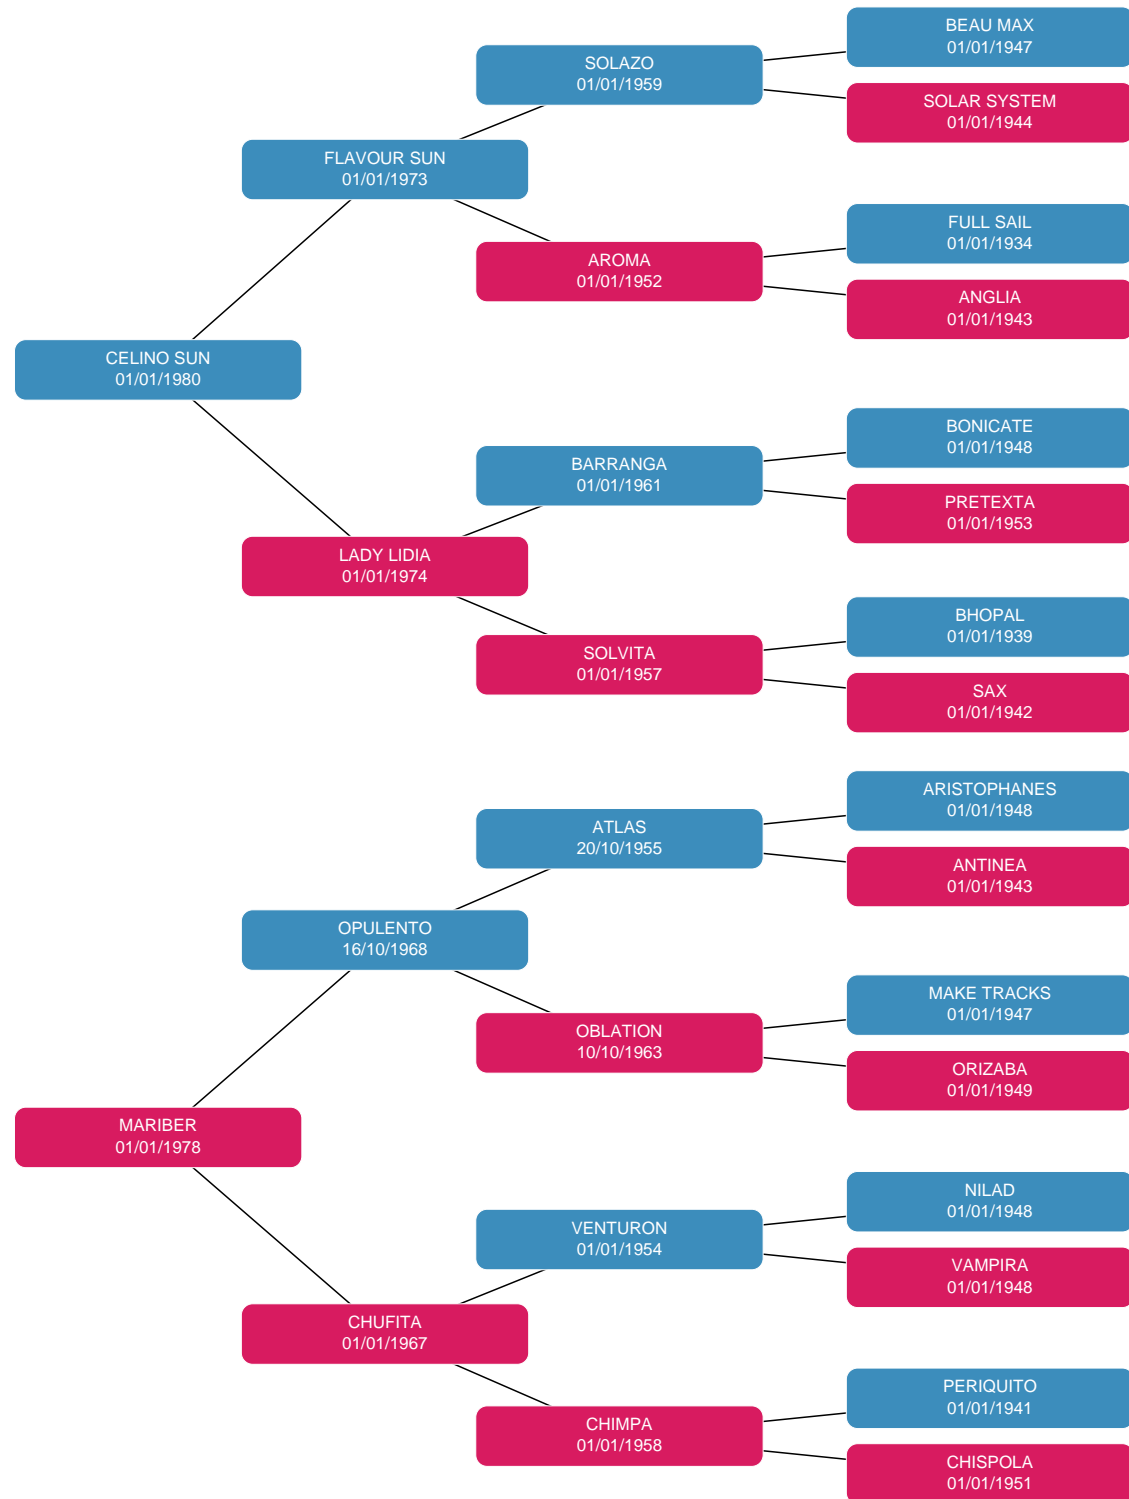 BEAU MAX
01/01/1947
SOLAZO
01/01/1959
SOLAR SYSTEM
01/01/1944
FLAVOUR SUN
01/01/1973
FULL SAIL
01/01/1934
AROMA
01/01/1952
ANGLIA
01/01/1943
CELINO SUN
01/01/1980
BONICATE
01/01/1948
BARRANGA
01/01/1961
PRETEXTA
01/01/1953
LADY LIDIA
01/01/1974
BHOPAL
01/01/1939
SOLVITA
01/01/1957
SAX
01/01/1942
ARISTOPHANES
01/01/1948
ATLAS
20/10/1955
ANTINEA
01/01/1943
OPULENTO
16/10/1968
MAKE TRACKS
01/01/1947
OBLATION
10/10/1963
ORIZABA
01/01/1949
MARIBER
01/01/1978
NILAD
01/01/1948
VENTURON
01/01/1954
VAMPIRA
01/01/1948
CHUFITA
01/01/1967
PERIQUITO
01/01/1941
CHIMPA
01/01/1958
CHISPOLA
01/01/1951